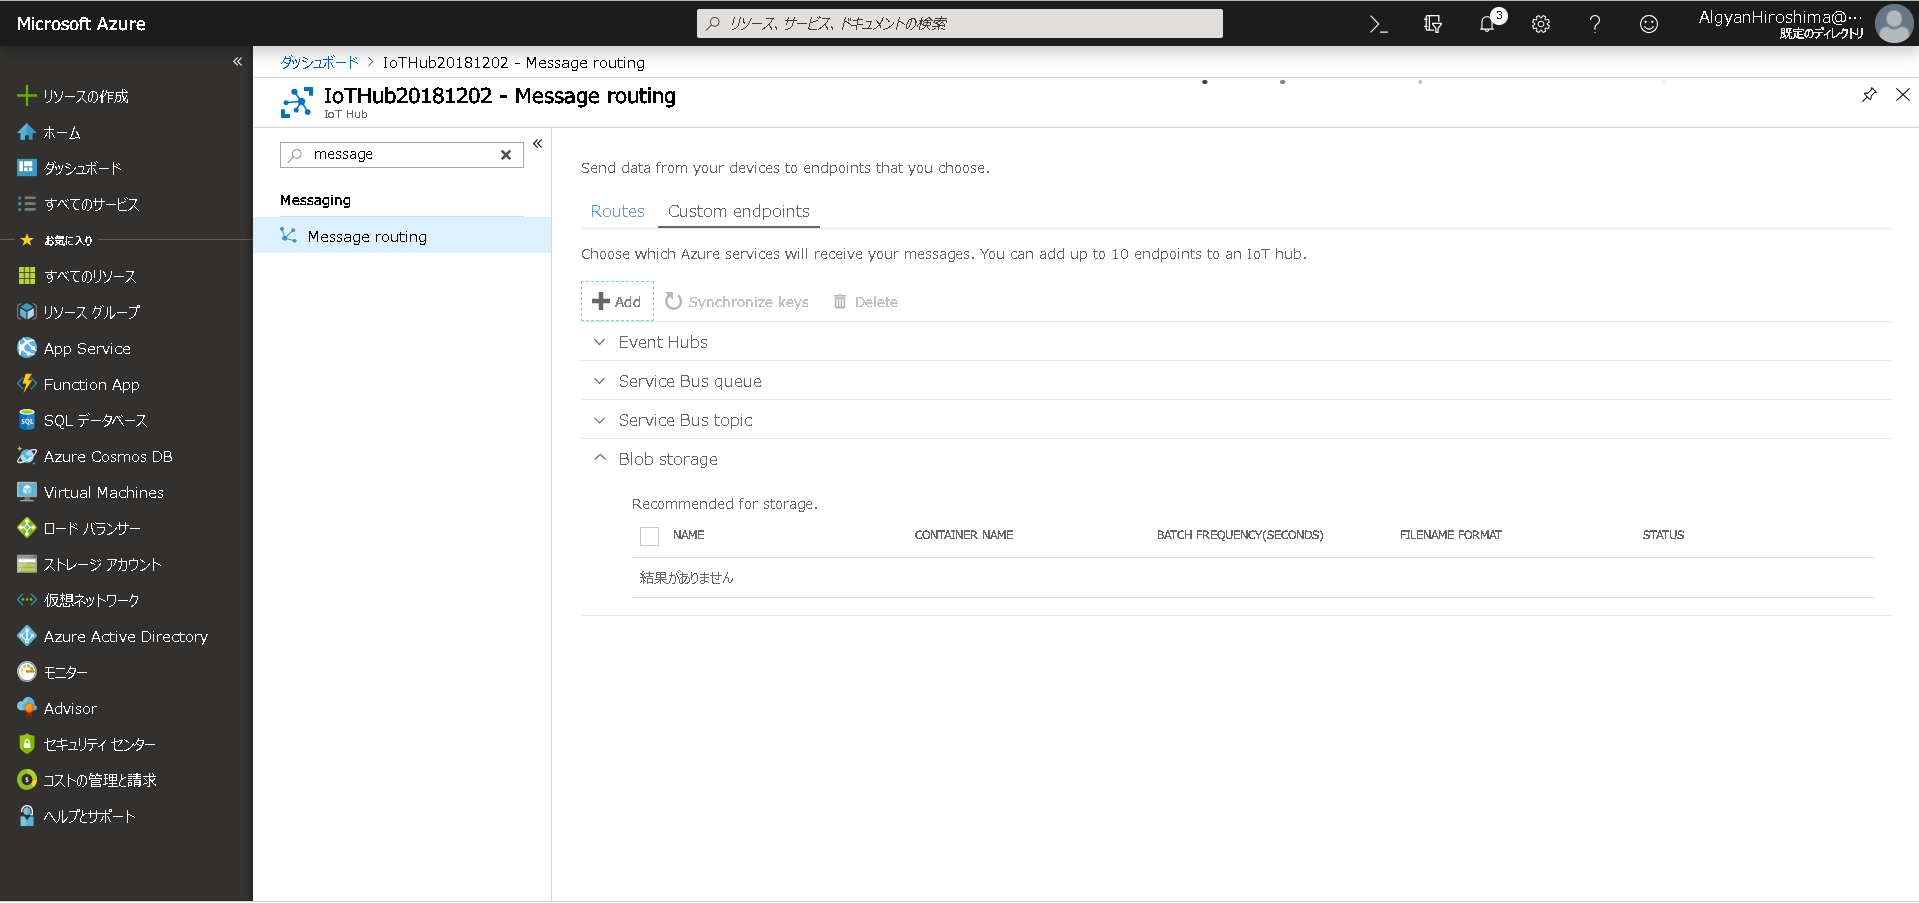 Microsoft Azure
リソース、サービス、ドキュメントの検索
3
AlgyanHiroshima@···
既定のディレクトリ
リソースの作成
ホーム
ダッシュボード
すべてのサービス
お気に入り
すべてのリソース
リソース グループ
App Service
Function App
SQL データベース
Azure Cosmos DB
Virtual Machines
ロード バランサー
ストレージ アカウント
仮想ネットワーク
Azure Active Directory
モニター
Advisor
セキュリティ センター
コストの管理と請求
ヘルプとサポート
ダッシュボード > IoTHub20181202 - Message routing
IoTHub20181202 - Message routing
IoT Hub
message
Messaging
Message routing
Send data from your devices to endpoints that you choose.
Routes Custom endpoints
Choose which Azure services will receive your messages. You can add up to 10 endpoints to an IoT hub.
Add Synchronize keys Delete
Event Hubs
Service Bus queue
Service Bus topic
Blob storage
Recommended for storage.
NAME CONTAINER NAME BATCH FREQUENCY(SECONDS) FILENAME FORMAT STATUS
結果がありません